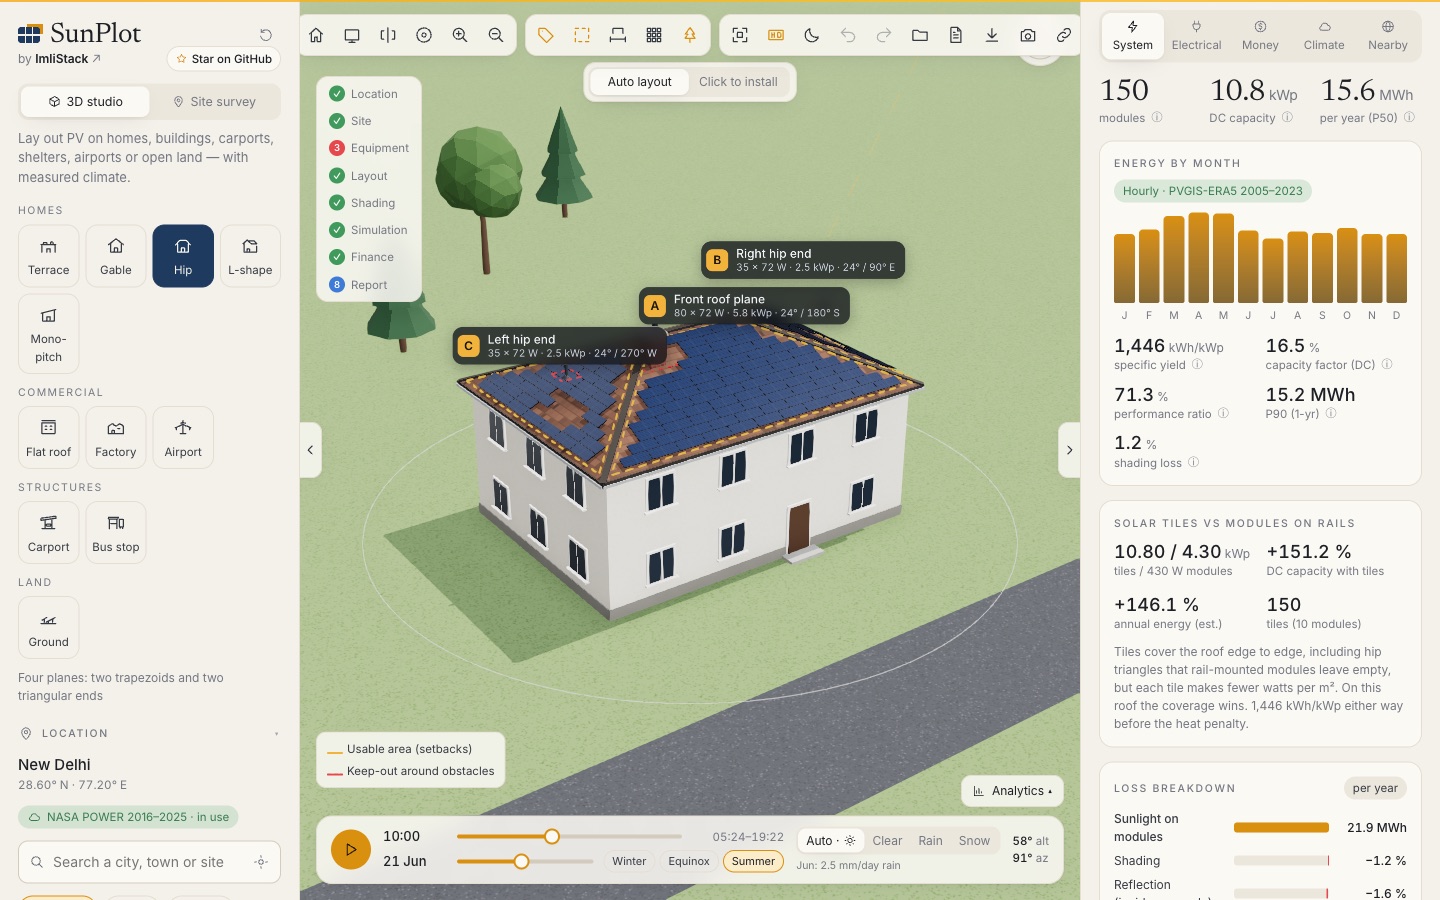 SunPlot
by ImliStack ↗
Star on GitHub
3D studio
Site survey
Lay out PV on homes, buildings, carports,
shelters, airports or open land — with
measured climate.
HOMES
Terrace
Gable
Hip
L-shape
Mono-
pitch
COMMERCIAL
Flat roof
Factory
Airport
STRUCTURES
Carport
Bus stop
LAND
Ground
Four planes: two trapezoids and two
triangular ends
LOCATION
New Delhi
28.60° N · 77.20° E
NASA POWER 2016–2025 · in use
Search a city, town or site
HD
Auto layout
Click to install
Location
Site
3 Equipment
Layout
Shading
Simulation
Finance
8 Report
B Right hip end
35 × 72 W · 2.5 kWp · 24° / 90° E
A Front roof plane
80 × 72 W · 5.8 kWp · 24° / 180° S
C Left hip end
35 × 72 W · 2.5 kWp · 24° / 270° W
Usable area (setbacks)
Keep-out around obstacles
Analytics
10:00
05:24–19:22
21 Jun
Winter
Equinox
Summer
Auto ·
Clear
Rain
Snow
Jun: 2.5 mm/day rain
58° alt
91° az
System
Electrical
Money
Climate
Nearby
150
modules
10.8 kWp
DC capacity
15.6 MWh
per year (P50)
ENERGY BY MONTH
Hourly · PVGIS-ERA5 2005–2023
J F M A M J J A S O N D
1,446 kWh/kWp
specific yield
16.5 %
capacity factor (DC)
71.3 %
performance ratio
15.2 MWh
P90 (1-yr)
1.2 %
shading loss
SOLAR TILES VS MODULES ON RAILS
10.80 / 4.30 kWp
tiles / 430 W modules
+151.2 %
DC capacity with tiles
+146.1 %
annual energy (est.)
150
tiles (10 modules)
Tiles cover the roof edge to edge, including hip
triangles that rail-mounted modules leave empty,
but each tile makes fewer watts per m². On this
roof the coverage wins. 1,446 kWh/kWp either way
before the heat penalty.
LOSS BREAKDOWN
per year
Sunlight on
modules
21.9 MWh
Shading
−1.2 %
Reflection
−1.6 %